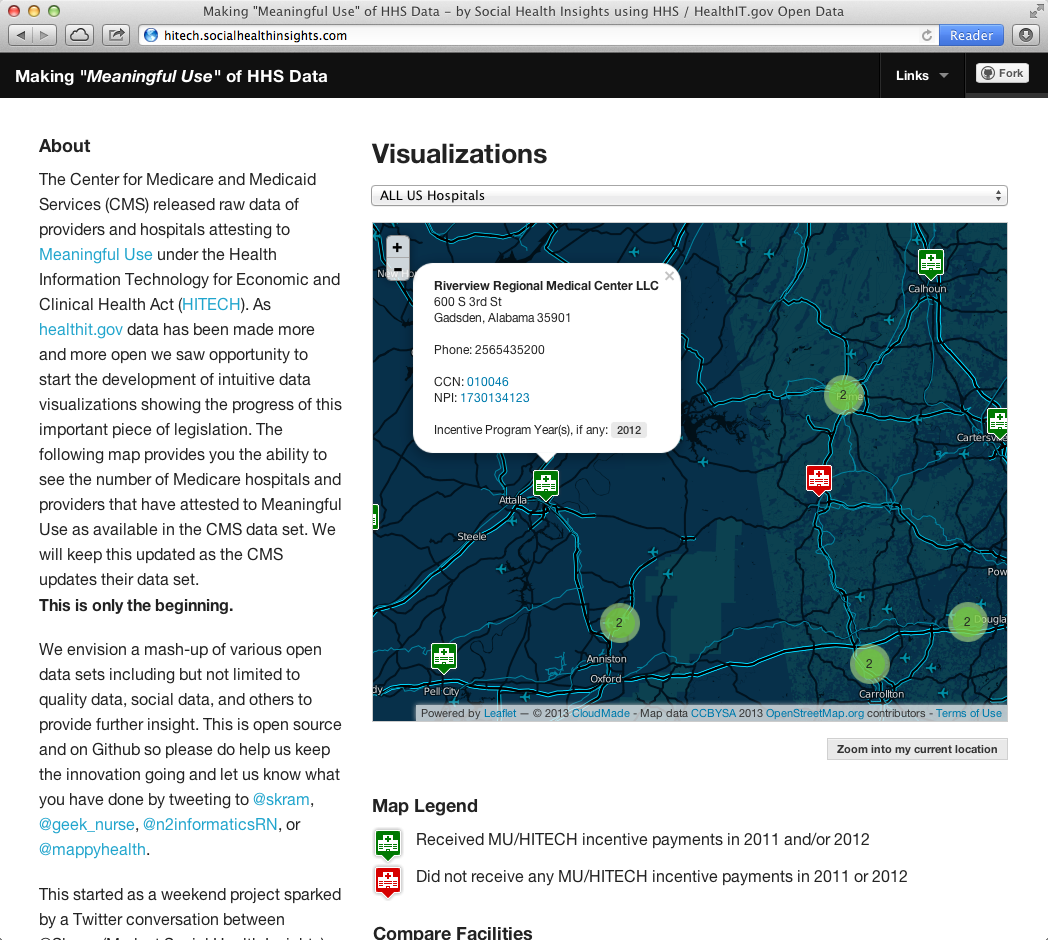 Making "Meaningful Use" of HHS Data – by Social Health Insights using HHS / HealthIT.gov Open Data
hitech.socialhealthinsights.com
Reader
Making "Meaningful Use" of HHS Data
Links
Fork
About
The Center for Medicare and Medicaid
Services (CMS) released raw data of
providers and hospitals attesting to
Meaningful Use under the Health
Information Technology for Economic and
Clinical Health Act (HITECH). As
healthit.gov data has been made more
and more open we saw opportunity to
start the development of intuitive data
visualizations showing the progress of this
important piece of legislation. The
following map provides you the ability to
see the number of Medicare hospitals and
providers that have attested to Meaningful
Use as available in the CMS data set. We
will keep this updated as the CMS
updates their data set.
This is only the beginning.
We envision a mash-up of various open
data sets including but not limited to
quality data, social data, and others to
provide further insight. This is open source
and on Github so please do help us keep
the innovation going and let us know what
you have done by tweeting to @skram,
@geek_nurse, @n2informaticsRN, or
@mappyhealth.
This started as a weekend project sparked
by a Twitter conversation between
Visualizations
ALL US Hospitals
+
-
New
Riverview Regional Medical Center LLC
×
600 S 3rd St
Gadsden, Alabama 35901
Phone: 2565435200
CCN: 010046
NPI: 1730134123
Incentive Program Year(s), if any: 2012
Calhoun
2
Cartersville
Attalla
Steele
Pow
2
2
Dougla
Anniston
2
Oxford
dy
Pell City
Carrollton
Powered by Leaflet — © 2013 CloudMade - Map data CCBYSA 2013 OpenStreetMap.org contributors - Terms of Use
Zoom into my current location
Map Legend
Received MU/HITECH incentive payments in 2011 and/or 2012
Did not receive any MU/HITECH incentive payments in 2011 or 2012
Compare Facilities